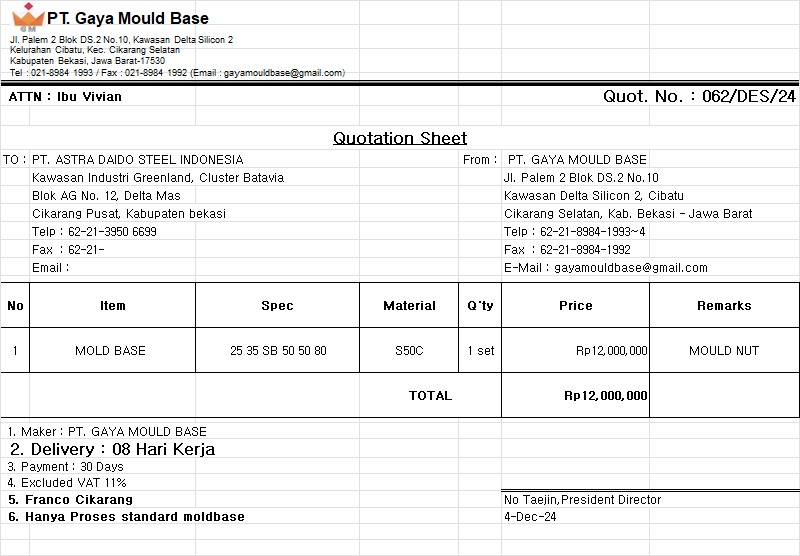 GM
PT. Gaya Mould Base
Jl. Palem 2 Blok DS.2 No.10, Kawasan Delta Silicon 2
Kelurahan Cibatu, Kec. Cikarang Selatan
Kabupaten Bekasi, Jawa Barat-17530
Telp : 021-8984 1993 / Fax : 021-8984 1992 (Email : gayamouldbase@gmail.com)
ATTN : Ibu Vivian Quot. No. : 062/DES/24
Quotation Sheet
TO : PT. ASTRA DAIDO STEEL INDONESIA From : PT. GAYA MOULD BASE
Kawasan Industri Greenland, Cluster Batavia Jl. Palem 2 Blok DS.2 No.10
Blok AG No. 12, Delta Mas Kawasan Delta Silicon 2, Cibatu
Cikarang Pusat, Kabupaten bekasi Cikarang Selatan, Kab. Bekasi - Jawa Barat
Telp : 62-21-3950 6699 Telp : 62-21-8984-1993~4
Fax : 62-21- Fax : 62-21-8984-1992
Email : E-Mail : gayamouldbase@gmail.com
No Item Spec Material Q'ty Price Remarks
1 MOLD BASE 25 35 SB 50 50 80 S50C 1 set Rp12,000,000 MOULD NUT
TOTAL Rp12,000,000
1. Maker : PT. GAYA MOULD BASE
2. Delivery : 08 Hari Kerja
3. Payment : 30 Days
4. Excluded VAT 11%
5. Franco Cikarang No Taejin,President Director
6. Hanya Proses standard moldbase 4-Dec-24